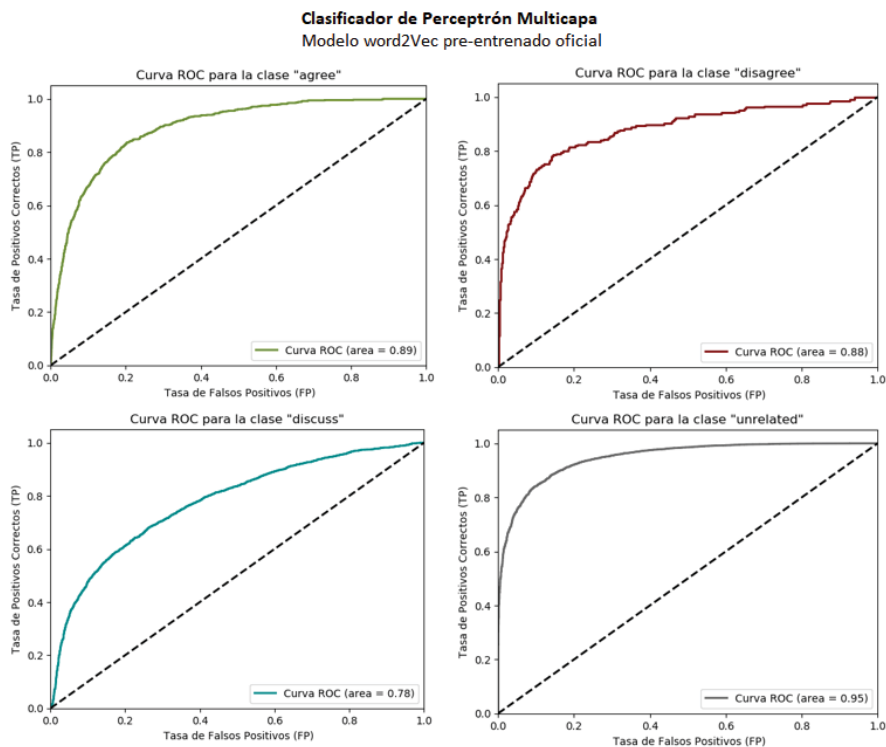 Clasificador de Perceptrón Multicapa
Modelo word2Vec pre-entrenado oficial
Curva ROC para la clase "agree"
Tasa de Positivos Correctos (TP)
1.0
0.8
0.6
0.4
0.2
0.0
Curva ROC (area = 0.89)
0.0 0.2 0.4 0.6 0.8 1.0
Tasa de Falsos Positivos (FP)
Curva ROC para la clase "disagree"
Tasa de Positivos Correctos (TP)
1.0
0.8
0.6
0.4
0.2
0.0
Curva ROC (area = 0.88)
0.0 0.2 0.4 0.6 0.8 1.0
Tasa de Falsos Positivos (FP)
Curva ROC para la clase "discuss"
Tasa de Positivos Correctos (TP)
1.0
0.8
0.6
0.4
0.2
0.0
Curva ROC (area = 0.78)
0.0 0.2 0.4 0.6 0.8 1.0
Tasa de Falsos Positivos (FP)
Curva ROC para la clase "unrelated"
Tasa de Positivos Correctos (TP)
1.0
0.8
0.6
0.4
0.2
0.0
Curva ROC (area = 0.95)
0.0 0.2 0.4 0.6 0.8 1.0
Tasa de Falsos Positivos (FP)